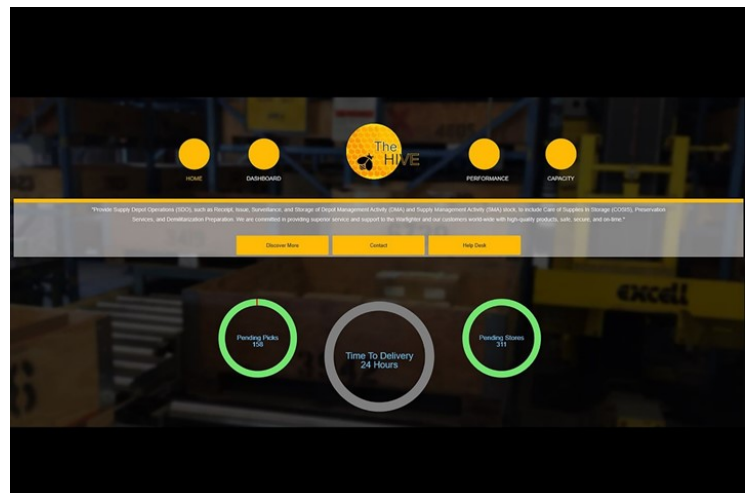 The
HIVE
HOME
DASHBOARD
PERFORMANCE
CAPACITY
"Provide Supply Depot Operations (SDO), such as Receipt, Issue, Surveillance, and Storage of Depot Management Activity (DMA) and Supply Management Activity (SMA) stock, to include Care of Supplies In Storage (COSIS), Preservation
Services, and Demilitarization Preparation. We are committed in providing superior service and support to the Warfighter and our customers world-wide with high-quality products, safe, secure, and on-time."
Discover More
Contact
Help Desk
excell
Pending Picks
158
Time To Delivery
24 Hours
Pending Stores
311